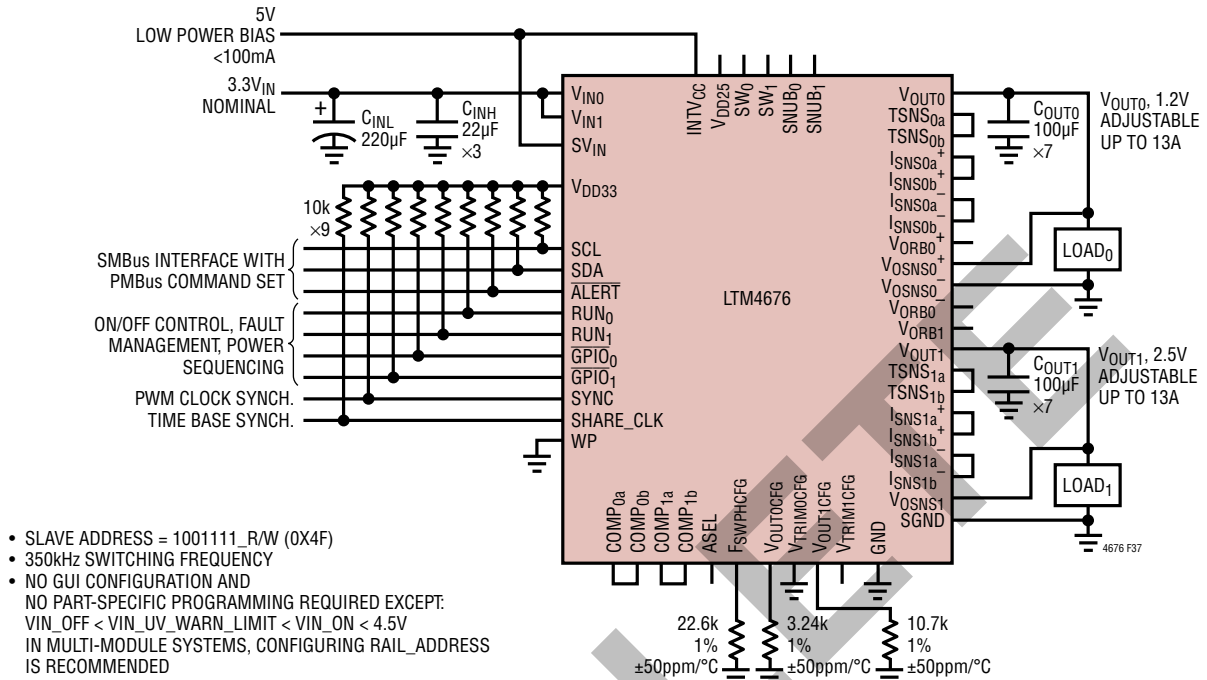 5V
LOW POWER BIAS
<100mA
3.3VIN
NOMINAL
+
CINL
220µF
CINH
22µF
×3
10k
×9
SMBus INTERFACE WITH
PMBus COMMAND SET
ON/OFF CONTROL, FAULT
MANAGEMENT, POWER
SEQUENCING
PWM CLOCK SYNCH.
TIME BASE SYNCH.
VIN0
VIN1
SVIN
VDD33
SCL
SDA
ALERT
RUN0
RUN1
GPIO0
GPIO1
SYNC
SHARE_CLK
WP
INTVCC
VDD25
SW0
SW1
SNUB0
SNUB1
LTM4676
VOUT0
TSNS0a
TSNS0b
ISNS0a+
ISNS0b+
ISNS0a–
ISNS0b–
VORB0+
VOSNS0+
VOSNS0–
VORB0–
VORB1
VOUT1
TSNS1a
TSNS1b
ISNS1a+
ISNS1b+
ISNS1a–
ISNS1b–
VOSNS1
SGND
COMP0a
COMP0b
COMP1a
COMP1b
ASEL
FSWPHCFG
VOUT0CFG
VTRIM0CFG
VOUT1CFG
VTRIM1CFG
GND
COUT0
100µF
×7
VOUT0, 1.2V
ADJUSTABLE
UP TO 13A
LOAD0
COUT1
100µF
×7
VOUT1, 2.5V
ADJUSTABLE
UP TO 13A
LOAD1
4676 F37
22.6k
1%
±50ppm/°C
3.24k
1%
±50ppm/°C
10.7k
1%
±50ppm/°C
• SLAVE ADDRESS = 1001111_R/W (0X4F)
• 350kHz SWITCHING FREQUENCY
• NO GUI CONFIGURATION AND
NO PART-SPECIFIC PROGRAMMING REQUIRED EXCEPT:
VIN_OFF < VIN_UV_WARN_LIMIT < VIN_ON < 4.5V
IN MULTI-MODULE SYSTEMS, CONFIGURING RAIL_ADDRESS
IS RECOMMENDED